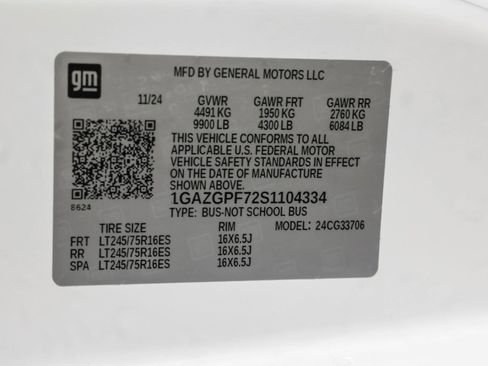 gm
MFD BY GENERAL MOTORS LLC
11/24 GVWR GAWR FRT GAWR RR
4491 KG 1950 KG 2760 KG
9900 LB 4300 LB 6084 LB
THIS VEHICLE CONFORMS TO ALL
APPLICABLE U.S. FEDERAL MOTOR
VEHICLE SAFETY STANDARDS IN EFFECT
ON THE DATE OF MANUFACTURE
SHOWN ABOVE.
8624
1GAZGPF72S1104334
TYPE: BUS-NOT SCHOOL BUS
TIRE SIZE RIM MODEL: 24CG33706
FRT LT245/75R16ES 16X6.5J
RR LT245/75R16ES 16X6.5J
SPA LT245/75R16ES 16X6.5J